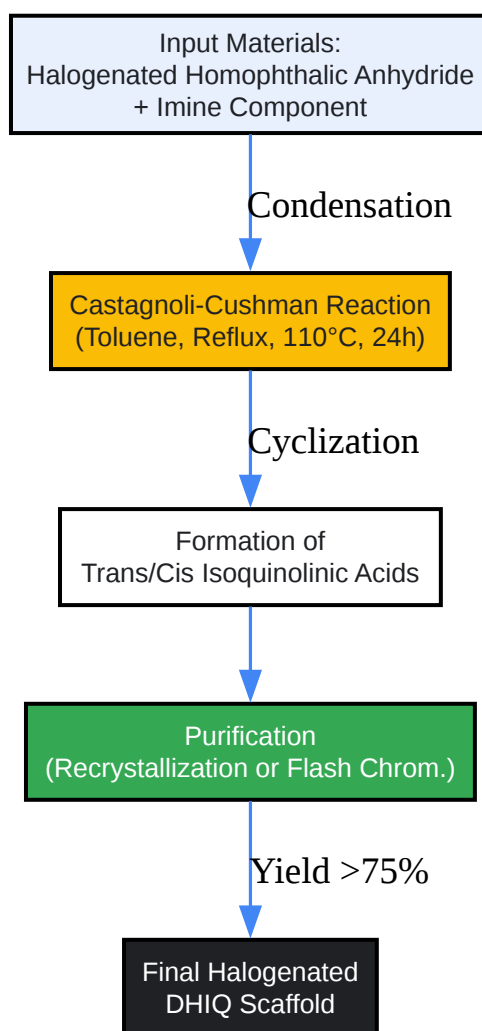 Input Materials:
Halogenated Homophthalic Anhydride
+ Imine Component
Condensation
Castagnoli-Cushman Reaction
(Toluene, Reflux, 110°C, 24h)
Cyclization
Formation of
Trans/Cis Isoquinolinic Acids
Purification
(Recrystallization or Flash Chrom.)
Yield >75%
Final Halogenated
DHIQ Scaffold